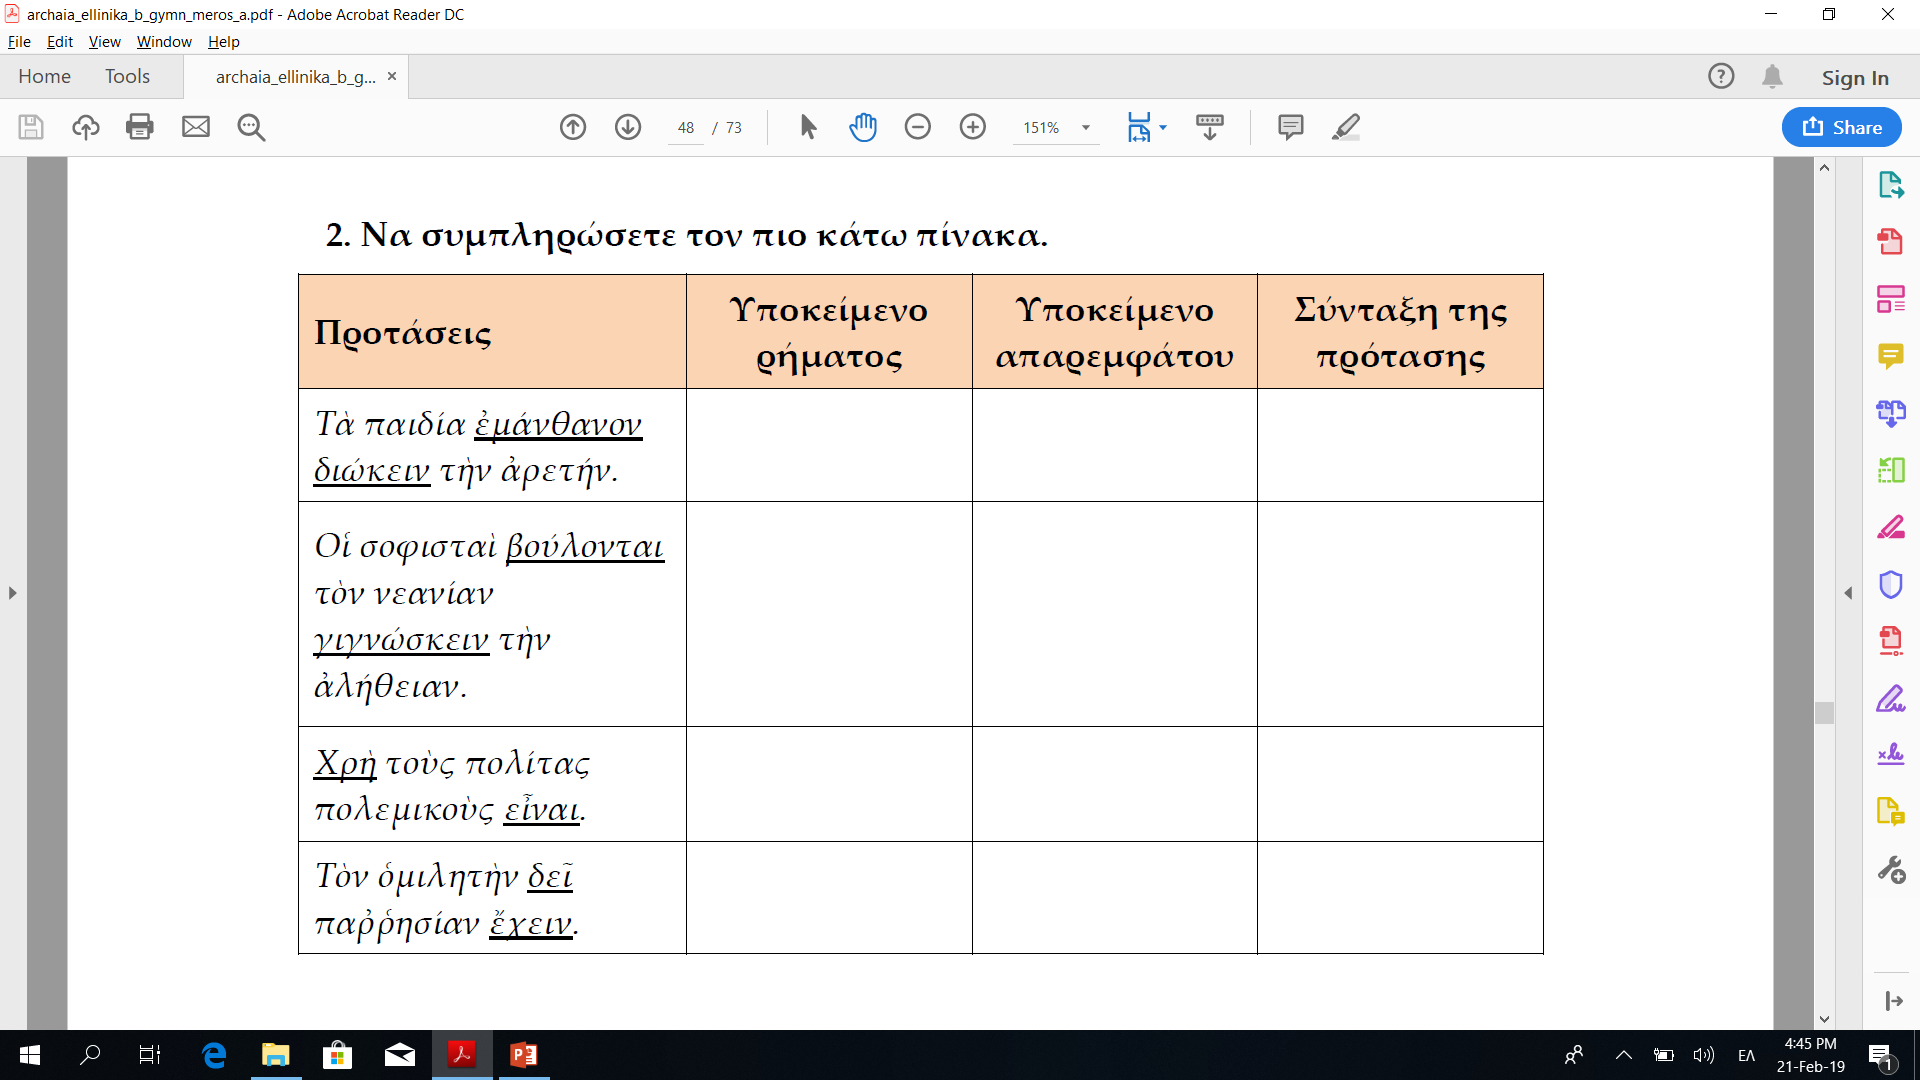 archaia_ellinika_b_gymn_meros_a.pdf - Adobe Acrobat Reader DC
File Edit View Window Help
Home Tools archaia_ellinika_b_g... × Sign In
48 / 73 151% Share
2. Να συμπληρώσετε τον πιο κάτω πίνακα.
Προτάσεις
Υποκείμενο
ρήματος
Υποκείμενο
απαρεμφάτου
Σύνταξη της
πρότασης
Τὰ παιδία ἐμάνθανον
διώκειν τὴν ἀρετήν.
Οἱ σοφισταὶ βούλονται
τὸν νεανίαν
γιγνώσκειν τὴν
ἀλήθειαν.
Χρὴ τοὺς πολίτας
πολεμικοὺς εἶναι.
Τὸν ὁμιλητὴν δεῖ
παῤῥησίαν ἔχειν.
ΕΛ
4:45 PM
21-Feb-19
1